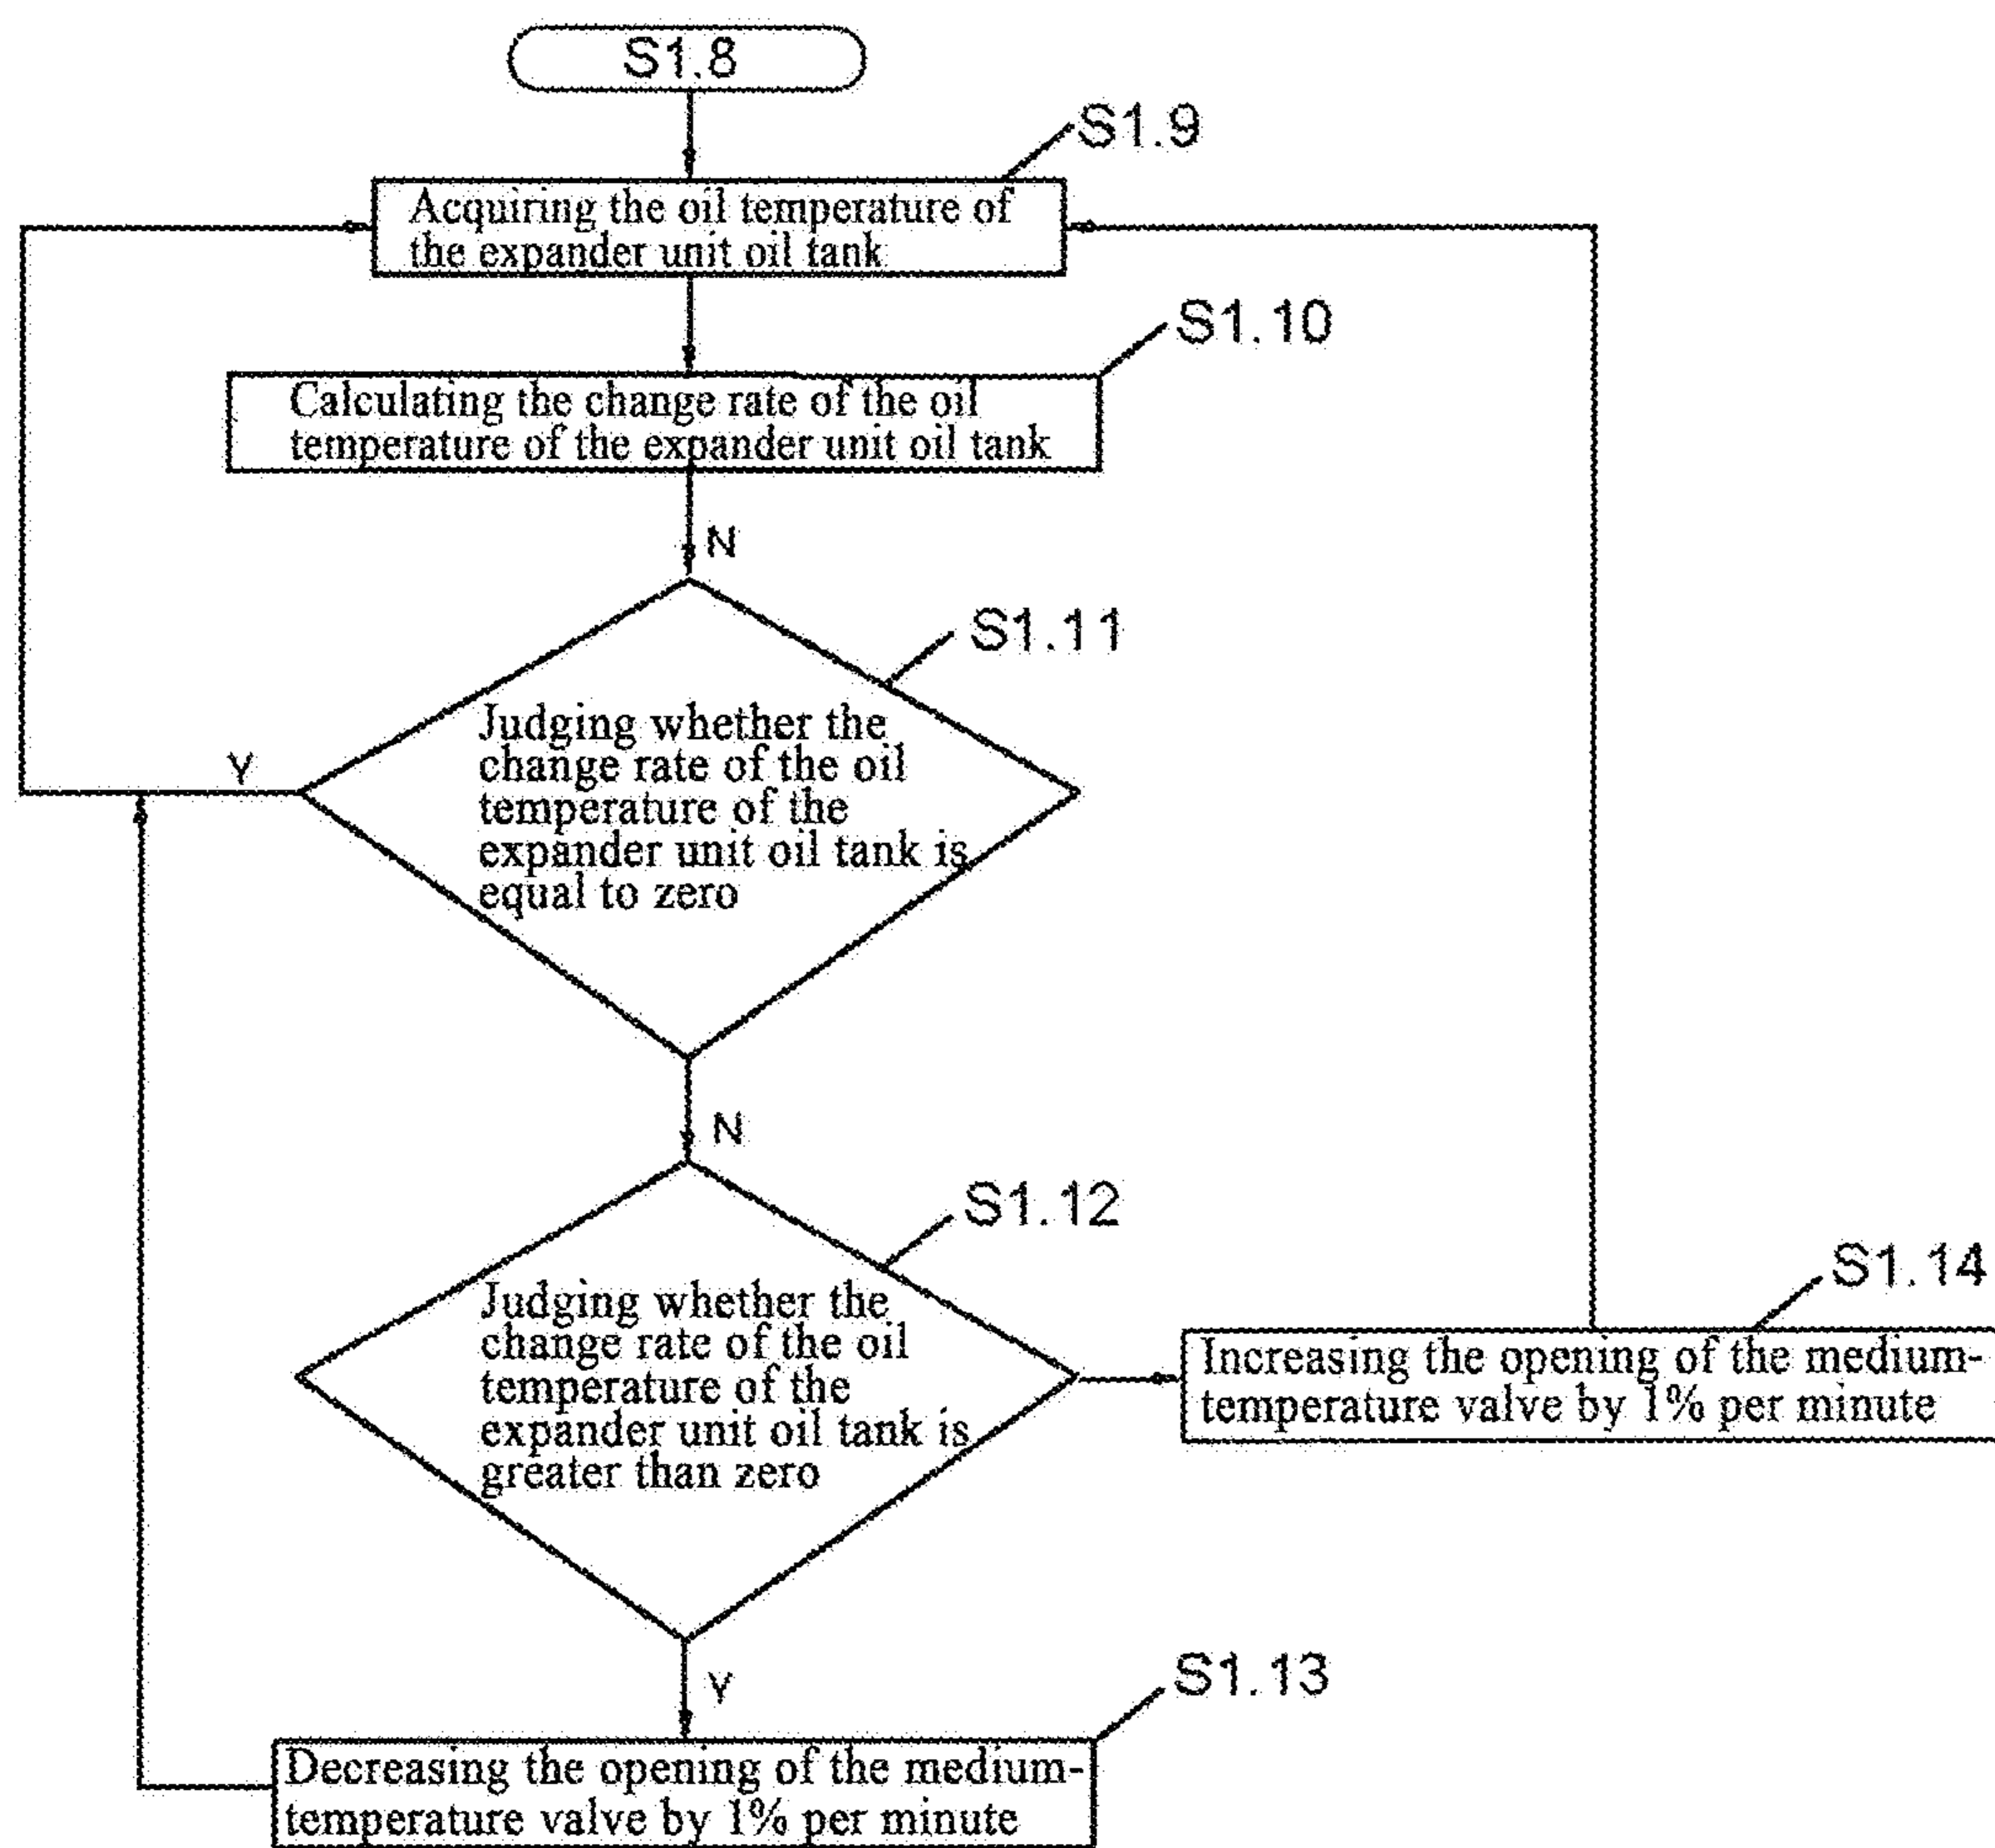 S1.8
S1.9
Acquiring the oil temperature of
the expander unit oil tank
S1.10
Calculating the change rate of the oil
temperature of the expander unit oil tank
N
S1.11
Judging whether the
change rate of the oil
temperature of the
expander unit oil tank is
equal to zero
Y
N
S1.12
Judging whether the
change rate of the oil
temperature of the
expander unit oil tank is
greater than zero
S1.14
Increasing the opening of the medium-
temperature valve by 1% per minute
Y
S1.13
Decreasing the opening of the medium-
temperature valve by 1% per minute